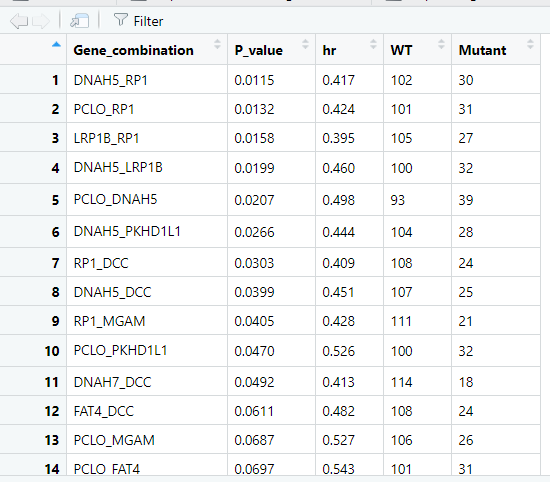 Filter
Gene_combination P_value hr WT Mutant
1 DNAH5_RP1 0.0115 0.417 102 30
2 PCLO_RP1 0.0132 0.424 101 31
3 LRP1B_RP1 0.0158 0.395 105 27
4 DNAH5_LRP1B 0.0199 0.460 100 32
5 PCLO_DNAH5 0.0207 0.498 93 39
6 DNAH5_PKHD1L1 0.0266 0.444 104 28
7 RP1_DCC 0.0303 0.409 108 24
8 DNAH5_DCC 0.0399 0.451 107 25
9 RP1_MGAM 0.0405 0.428 111 21
10 PCLO_PKHD1L1 0.0470 0.526 100 32
11 DNAH7_DCC 0.0492 0.413 114 18
12 FAT4_DCC 0.0611 0.482 108 24
13 PCLO_MGAM 0.0687 0.527 106 26
14 PCLO_FAT4 0.0697 0.543 101 31